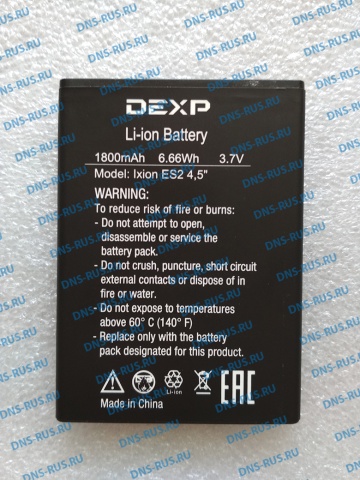 DEXP
Li-ion Battery
1800mAh 6.66Wh 3.7V
Model: Ixion ES2 4,5"
WARNING:
To reduce risk of fire or burns:
- Do not attempt to open,
disassemble or service the
battery pack.
- Do not crush, puncture, short circuit
external contacts or dispose of in
fire or water.
- Do not expose to temperatures
above 60° C (140° F)
- Replace only with the battery
pack designated for this product.
Li-ion
EAC
Made in China
DNS-RUS.RU